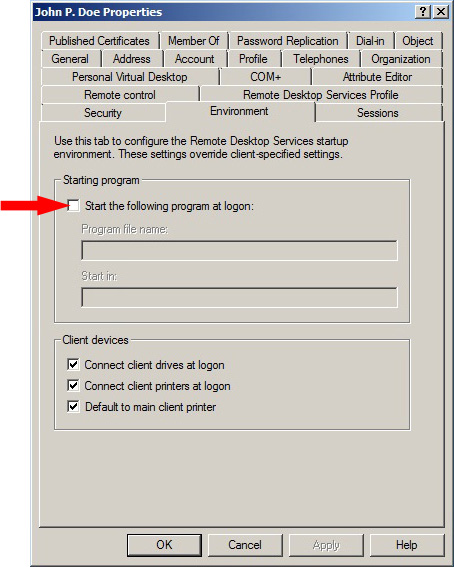 John P. Doe Properties
Published Certificates Member Of Password Replication Dial-in Object
General Address Account Profile Telephones Organization
Personal Virtual Desktop COM+ Attribute Editor
Remote control Remote Desktop Services Profile
Security Environment Sessions
Use this tab to configure the Remote Desktop Services startup
environment. These settings override client-specified settings.
Starting program
Start the following program at logon:
Program file name:
Start in:
Client devices
Connect client drives at logon
Connect client printers at logon
Default to main client printer
OK Cancel Apply Help